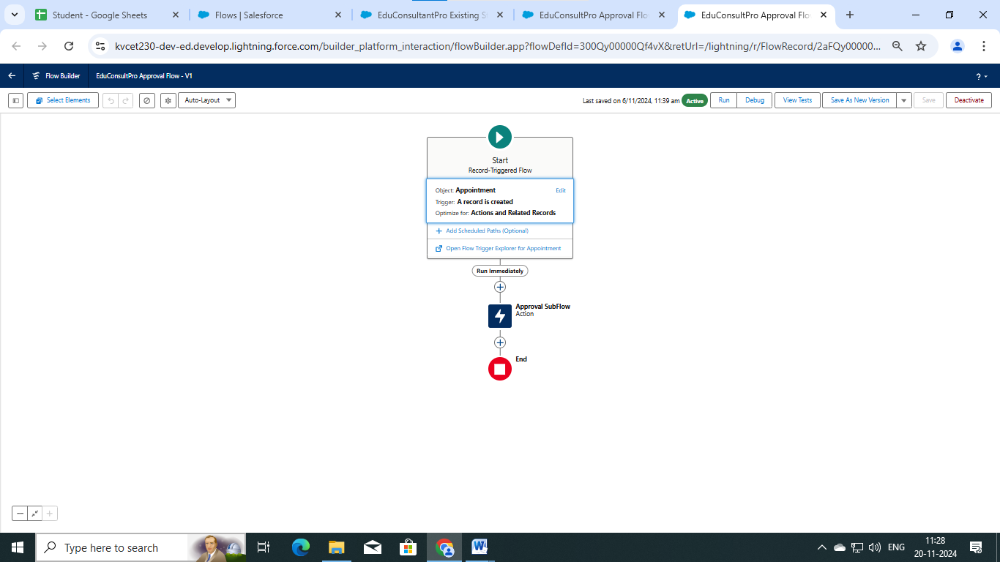 Student - Google Sheets
Flows | Salesforce
EduConsultantPro Existing S
EduConsultPro Approval Flo
EduConsultPro Approval Flo
kvcet230-dev-ed.develop.lightning.force.com/builder_platform_interaction/flowBuilder.app?flowDefId=300Qy00000Qf4vX&retUrl=/lightning/r/FlowRecord/2aFQy00000...
Flow Builder
EduConsultPro Approval Flow - V1
?
Select Elements
Auto-Layout
Last saved on 6/11/2024, 11:39 am
Active
Run
Debug
View Tests
Save As New Version
Save
Deactivate
Start
Record-Triggered Flow
Object: Appointment
Edit
Trigger: A record is created
Optimize for: Actions and Related Records
Add Scheduled Paths (Optional)
Open Flow Trigger Explorer for Appointment
Run Immediately
Approval SubFlow
Action
End
Type here to search
ENG
11:28
20-11-2024